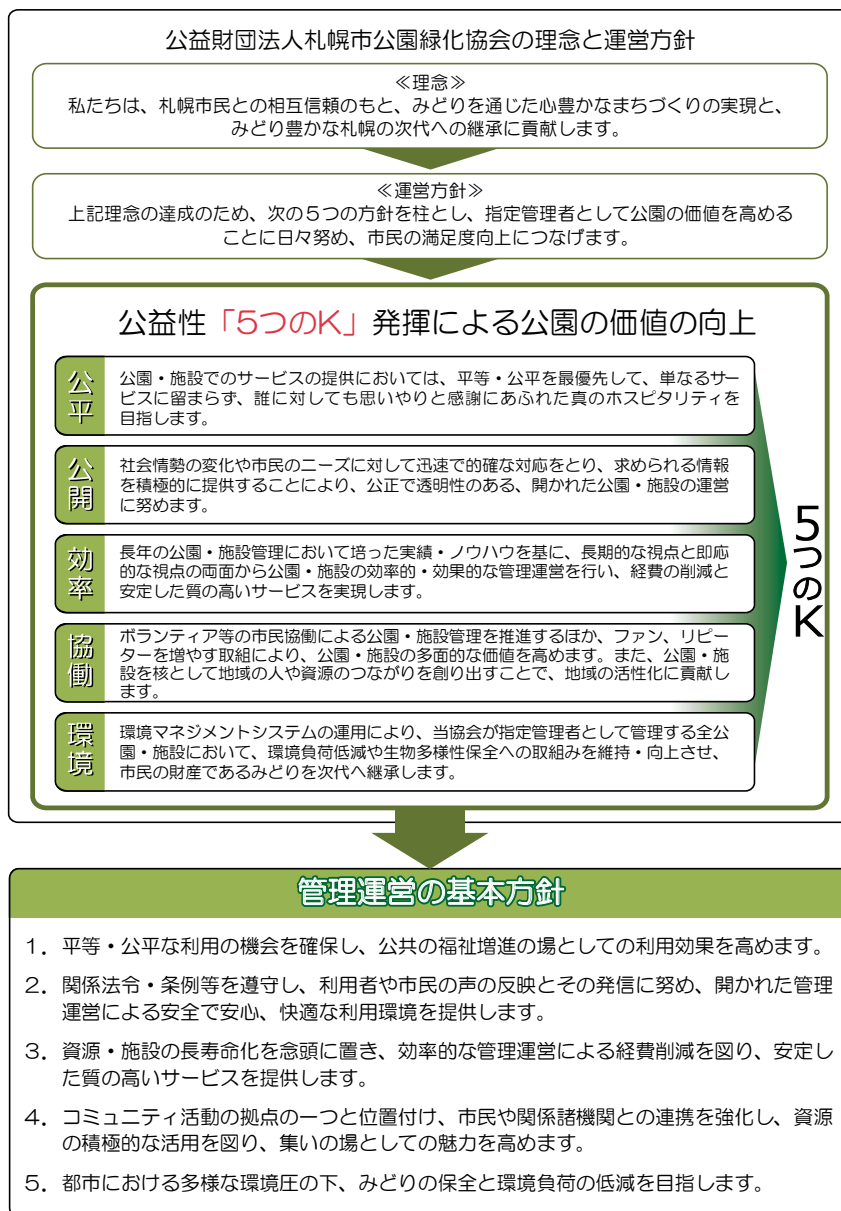 公益財団法人札幌市公園緑化協会の理念と運営方針
≪理念≫
私たちは、札幌市民との相互信頼のもと、みどりを通じた心豊かなまちづくりの実現と、
みどり豊かな札幌の次代への継承に貢献します。
≪運営方針≫
上記理念の達成のため、次の5つの方針を柱とし、指定管理者として公園の価値を高める
ことに日々努め、市民の満足度向上につなげます。
公益性「5つのK」発揮による公園の価値の向上
公平
公園・施設でのサービスの提供においては、平等・公平を最優先して、単なるサー
ビスに留まらず、誰に対しても思いやりと感謝にあふれた真のホスピタリティを
目指します。
公開
社会情勢の変化や市民のニーズに対して迅速で的確な対応をとり、求められる情報
を積極的に提供することにより、公正で透明性のある、開かれた公園・施設の運営
に努めます。
効率
長年の公園・施設管理において培った実績・ノウハウを基に、長期的な視点と即応
的な視点の両面から公園・施設の効率的・効果的な管理運営を行い、経費の削減と
安定した質の高いサービスを実現します。
協働
ボランティア等の市民協働による公園・施設管理を推進するほか、ファン、リピー
ターを増やす取組により、公園・施設の多面的な価値を高めます。また、公園・施
設を核として地域の人や資源のつながりを創り出すことで、地域の活性化に貢献し
ます。
環境
環境マネジメントシステムの運用により、当協会が指定管理者として管理する全公
園・施設において、環境負荷低減や生物多様性保全への取組みを維持・向上させ、
市民の財産であるみどりを次代へ継承します。
5つのK
管理運営の基本方針
1. 平等・公平な利用の機会を確保し、公共の福祉増進の場としての利用効果を高めます。
2. 関係法令・条例等を遵守し、利用者や市民の声の反映とその発信に努め、開かれた管理
運営による安全で安心、快適な利用環境を提供します。
3. 資源・施設の長寿命化を念頭に置き、効率的な管理運営による経費削減を図り、安定し
た質の高いサービスを提供します。
4. コミュニティ活動の拠点の一つと位置付け、市民や関係諸機関との連携を強化し、資源
の積極的な活用を図り、集いの場としての魅力を高めます。
5. 都市における多様な環境圧の下、みどりの保全と環境負荷の低減を目指します。